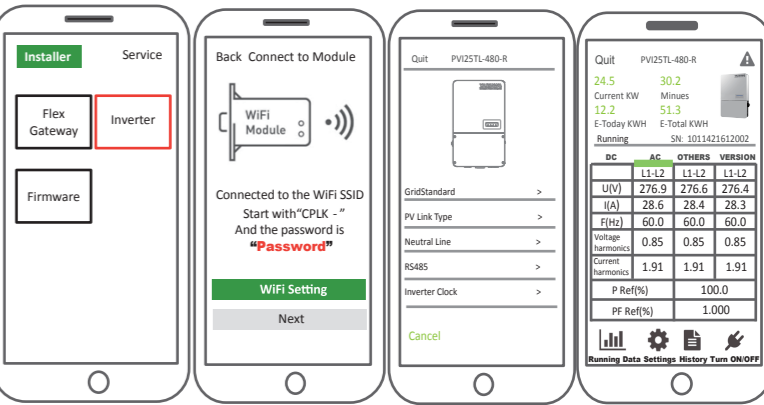 Installer Service
Flex
Gateway
Inverter
Firmware
Back Connect to Module
WiFi
Module
Connected to the WiFi SSID
Start with“CPLK - ”
And the password is
“Password”
WiFi Setting
Next
Quit PVI25TL-480-R
GridStandard >
PV Link Type >
Neutral Line >
RS485 >
Inverter Clock >
Cancel
Quit PVI25TL-480-R
24.5 30.2
Current KW Minues
12.2 51.3
E-Today KWH E-Total KWH
Running SN: 1011421612002
DC AC OTHERS VERSION
L1-L2 L1-L2 L1-L2
U(V) 276.9 276.6 276.4
I(A) 28.6 28.4 28.3
F(Hz) 60.0 60.0 60.0
Voltage
harmonics 0.85 0.85 0.85
Current
harmonics 1.91 1.91 1.91
P Ref(%) 100.0
PF Ref(%) 1.000
Running Data Settings History Turn ON/OFF